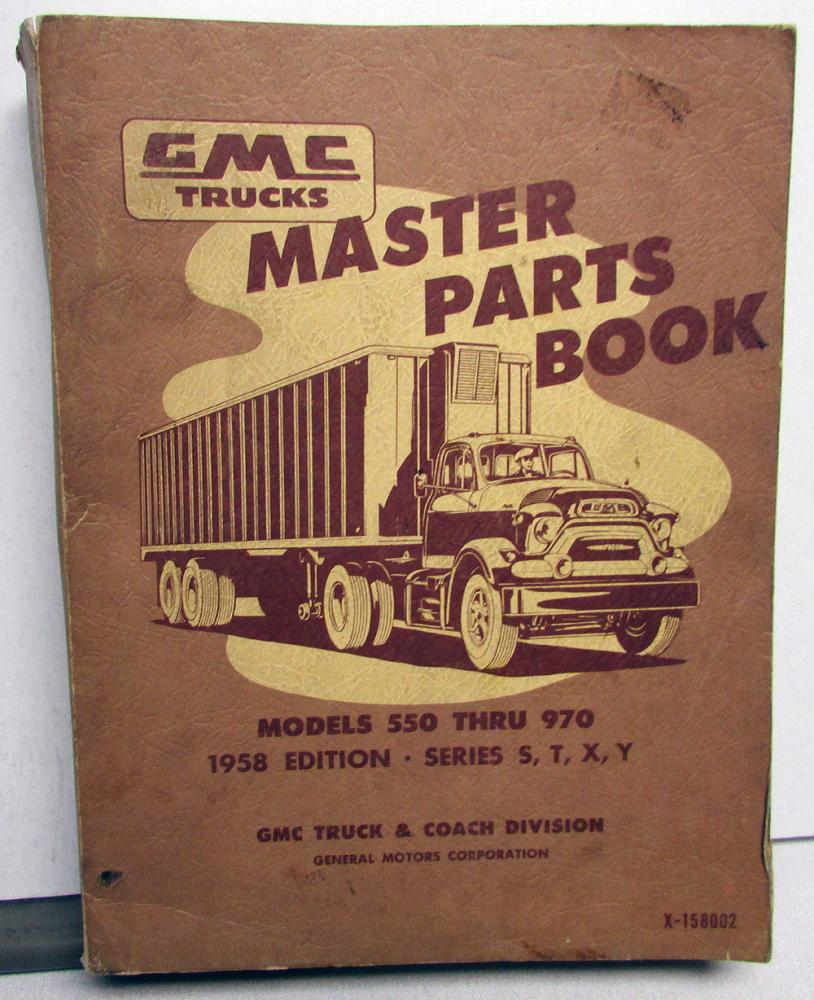 GMC
TRUCKS
MASTER
PARTS
BOOK
MODELS 550 THRU 970
1958 EDITION · SERIES S, T, X, Y
GMC TRUCK & COACH DIVISION
GENERAL MOTORS CORPORATION
X-158002